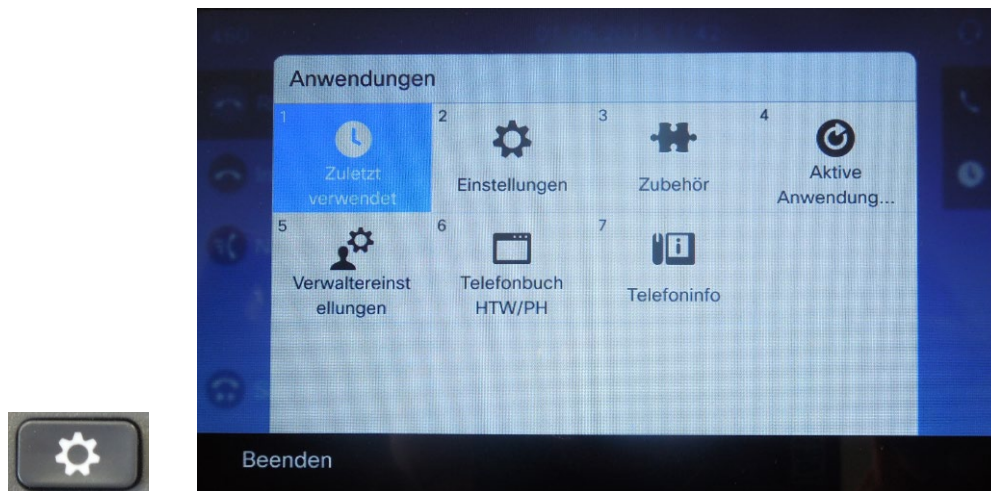 Anwendungen
1
Zuletzt
verwendet
2
Einstellungen
3
Zubehör
4
Aktive
Anwendung...
5
Verwaltereinst
ellungen
6
Telefonbuch
HTW/PH
7
Telefoninfo
Beenden